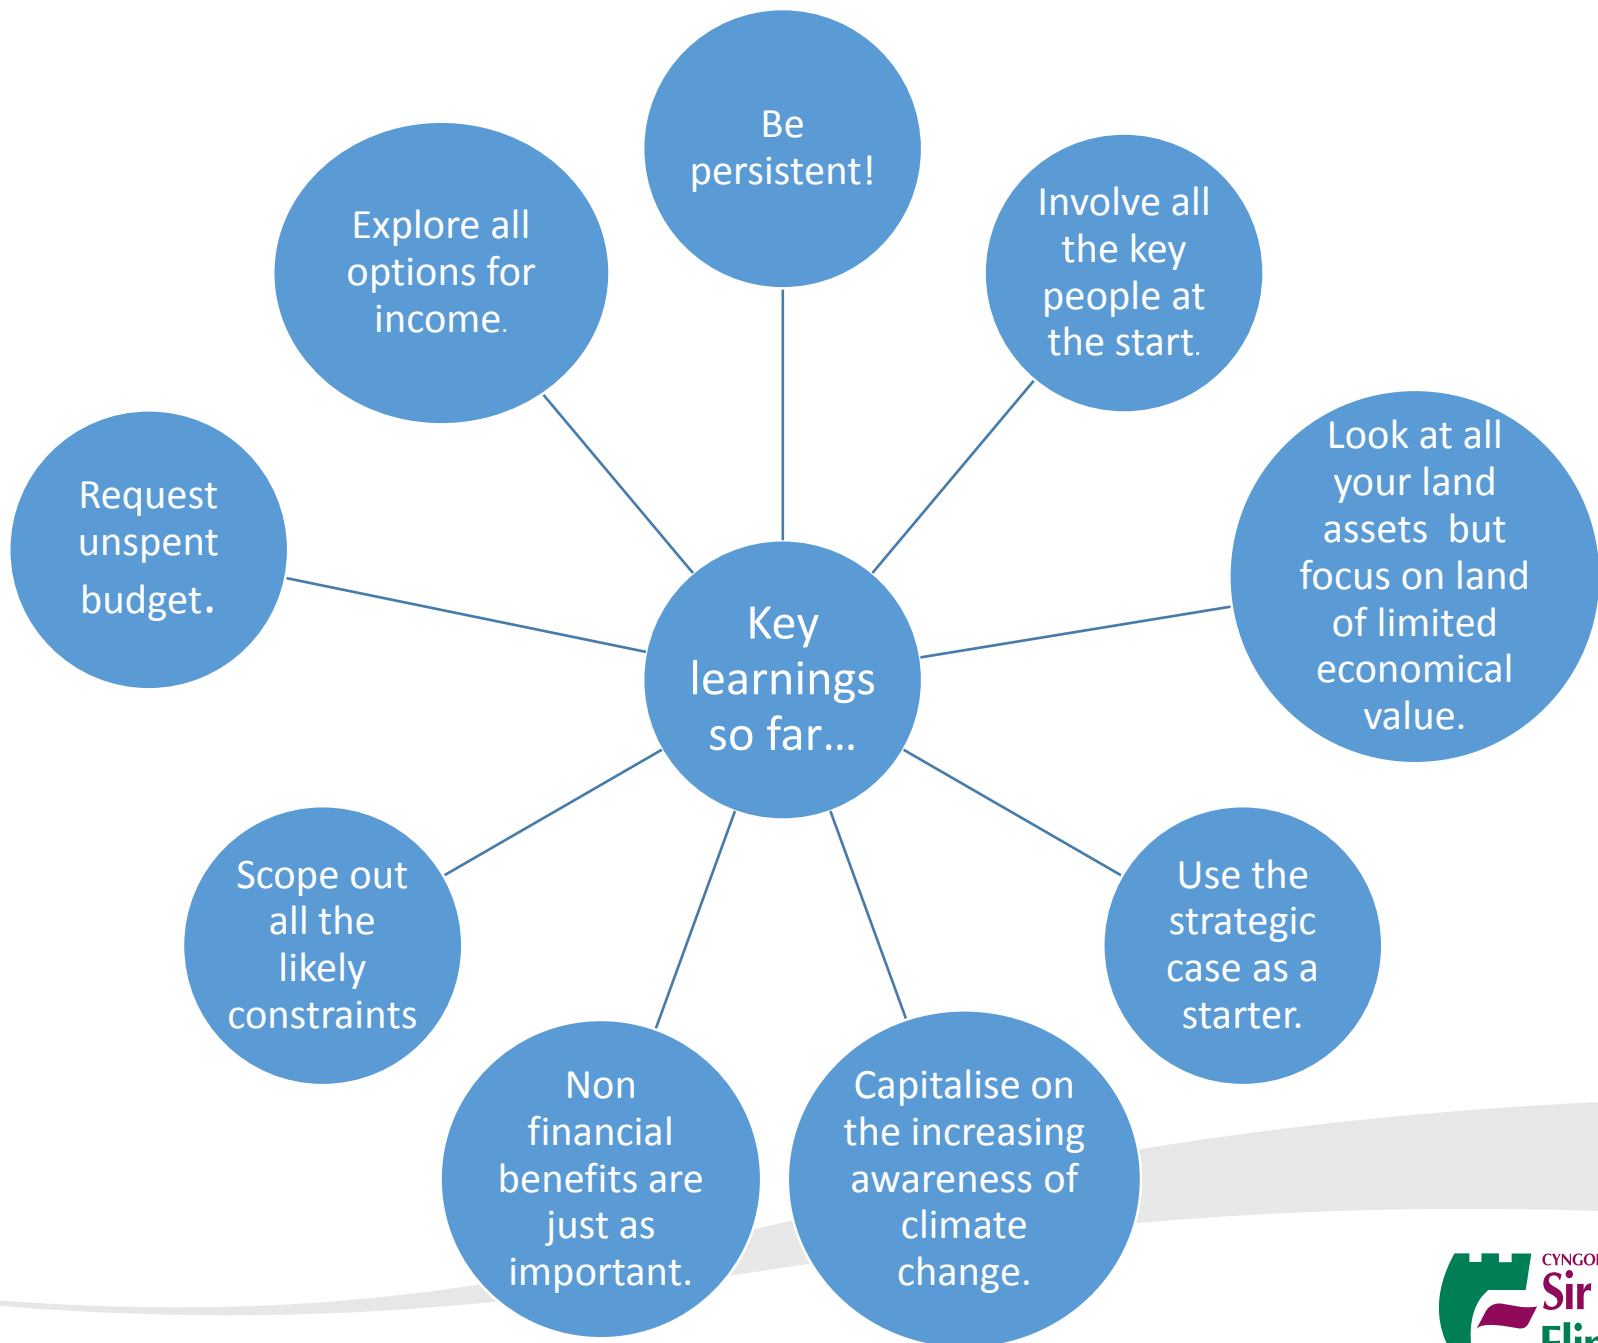 Be
persistent!
Involve all
the key
people at
the start.
Look at all
your land
assets  but
focus on land
of limited
economical
value.
Use the
strategic
case as a
starter.
Capitalise on
the increasing
awareness of
climate
change.
Non
financial
benefits are
just as
important.
Scope out
all the
likely
constraints
Request
unspent
budget.
Explore all
options for
income.
Key
learnings
so far...
CYNGOR
Sir